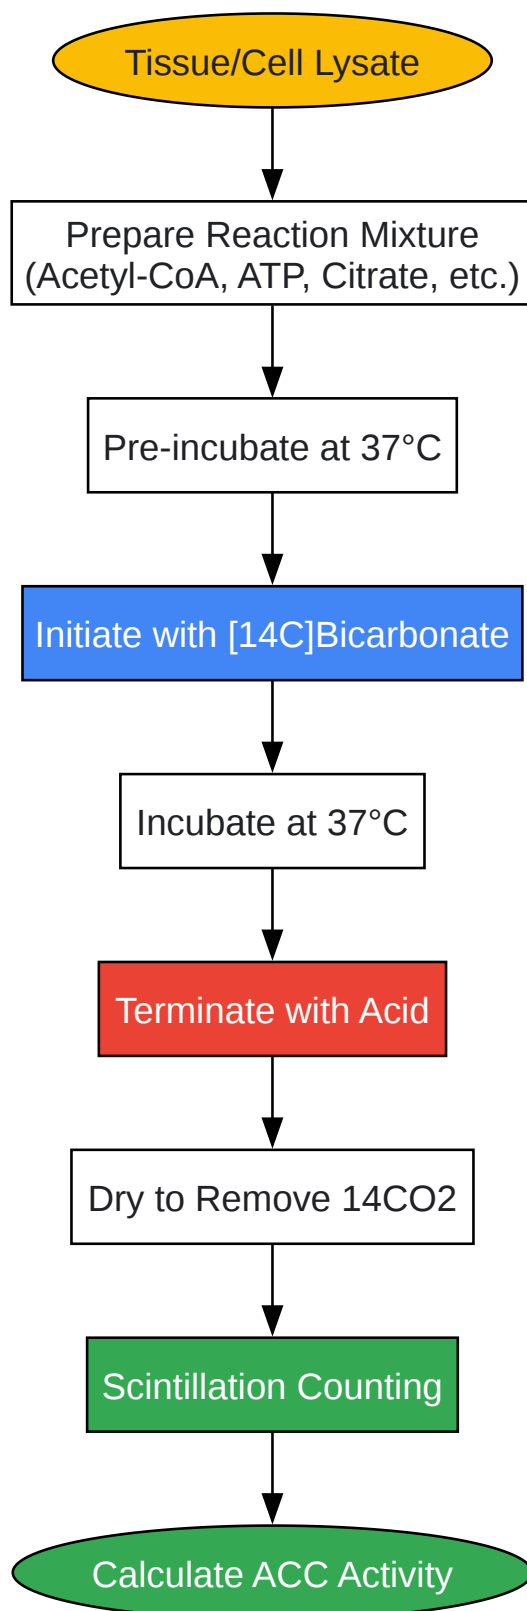 Tissue/Cell Lysate
Prepare Reaction Mixture
(Acetyl-CoA, ATP, Citrate, etc.)
Pre-incubate at 37°C
Initiate with [14C]Bicarbonate
Incubate at 37°C
Terminate with Acid
Dry to Remove 14CO2
Scintillation Counting
Calculate ACC Activity